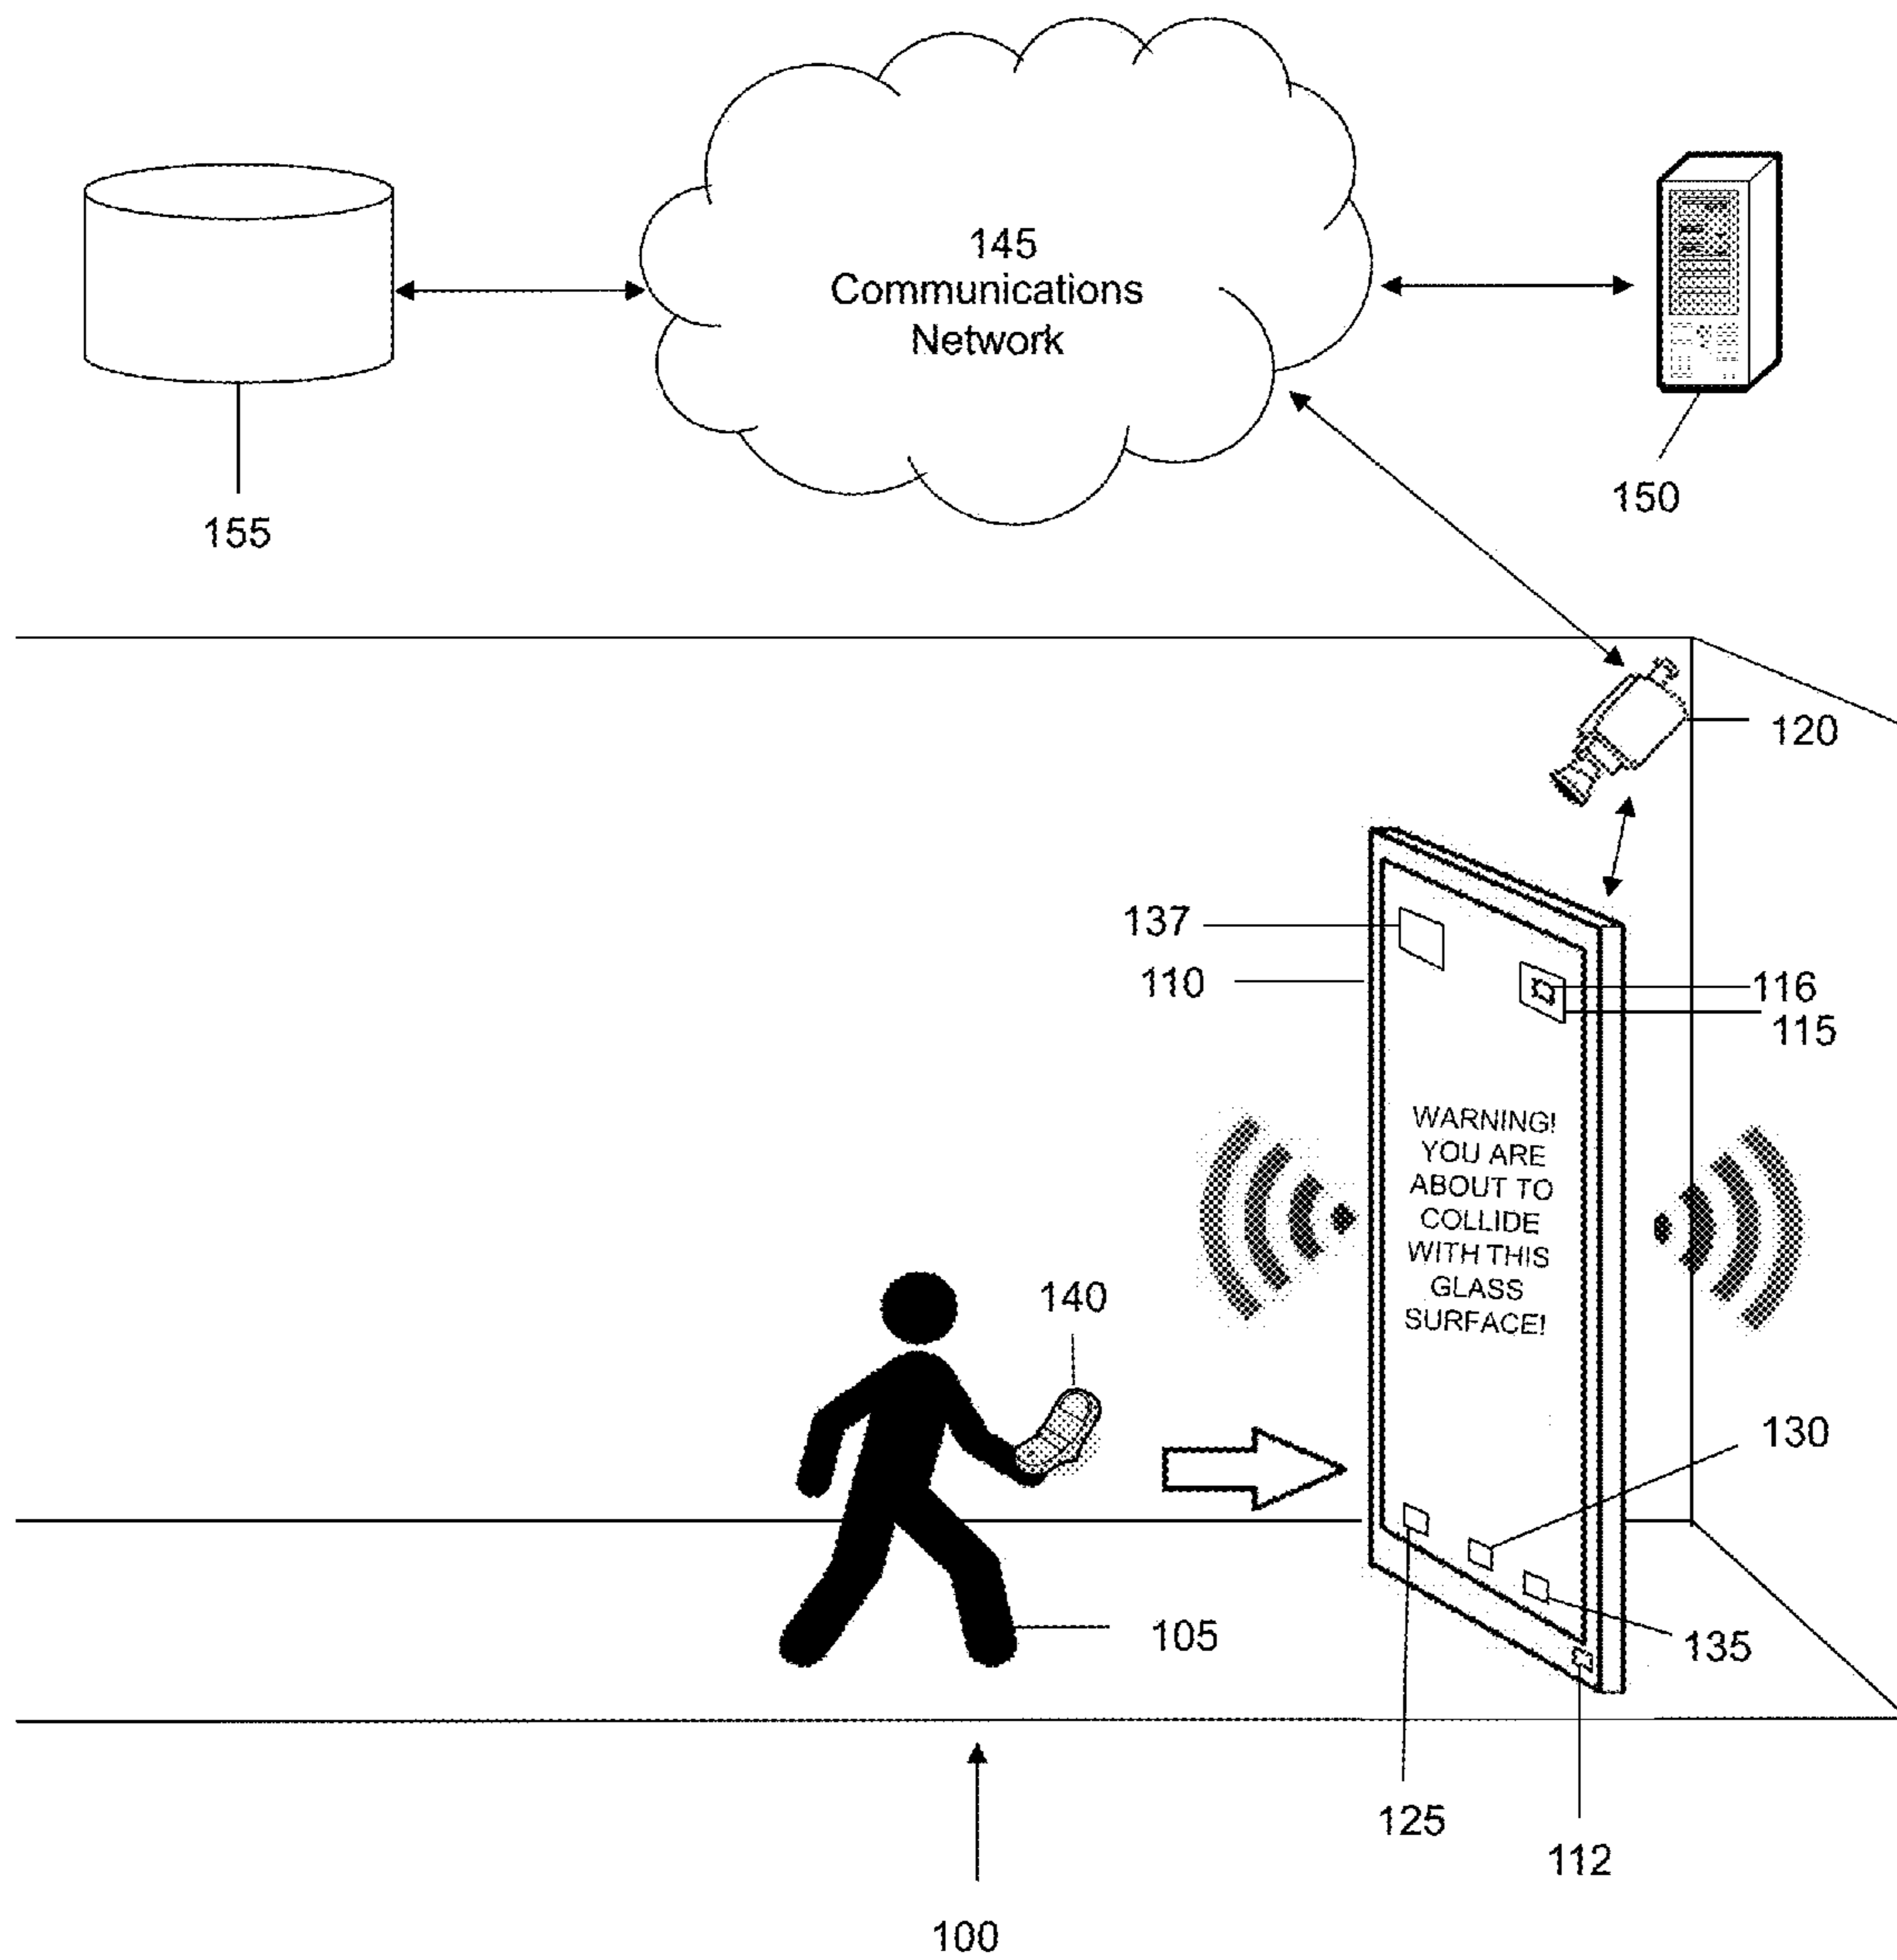 145
Communications
Network
155
150
120
137
110
116
115
WARNING!
YOU ARE
ABOUT TO
COLLIDE
WITH THIS
GLASS
SURFACE!
140
130
105
135
125
112
100